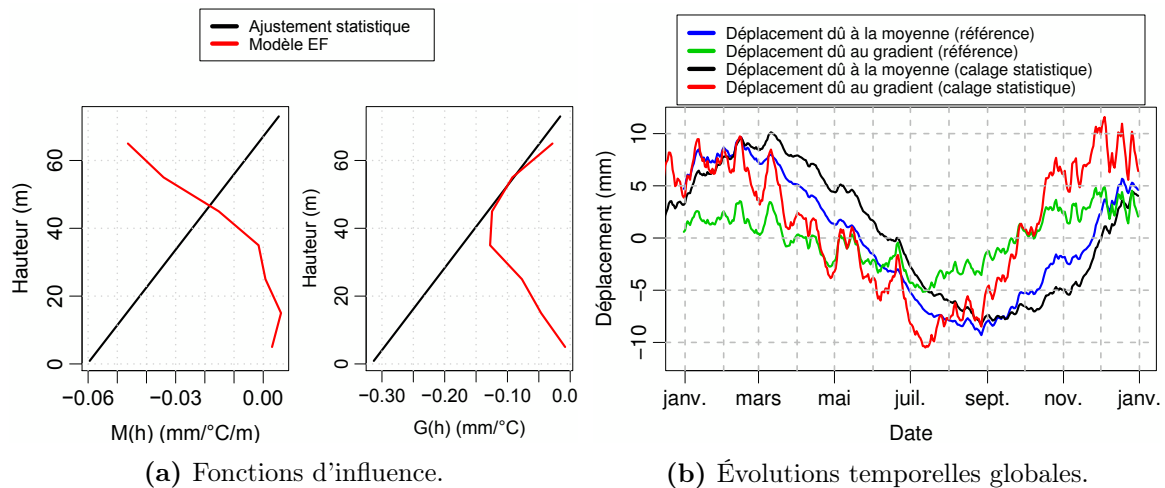 Ajustement statistique
Modèle EF
Hauteur (m)
0 20 40 60
−0.06 −0.03 0.00
M(h) (mm/°C/m)
Hauteur (m)
0 20 40 60
−0.30 −0.20 −0.10 0.0
G(h) (mm/°C)
(a) Fonctions d'influence.
Déplacement dû à la moyenne (référence)
Déplacement dû au gradient (référence)
Déplacement dû à la moyenne (calage statistique)
Déplacement dû au gradient (calage statistique)
Déplacement (mm)
−10 −5 0 5 10
janv. mars mai juil. sept. nov. janv.
Date
(b) Évolutions temporelles globales.